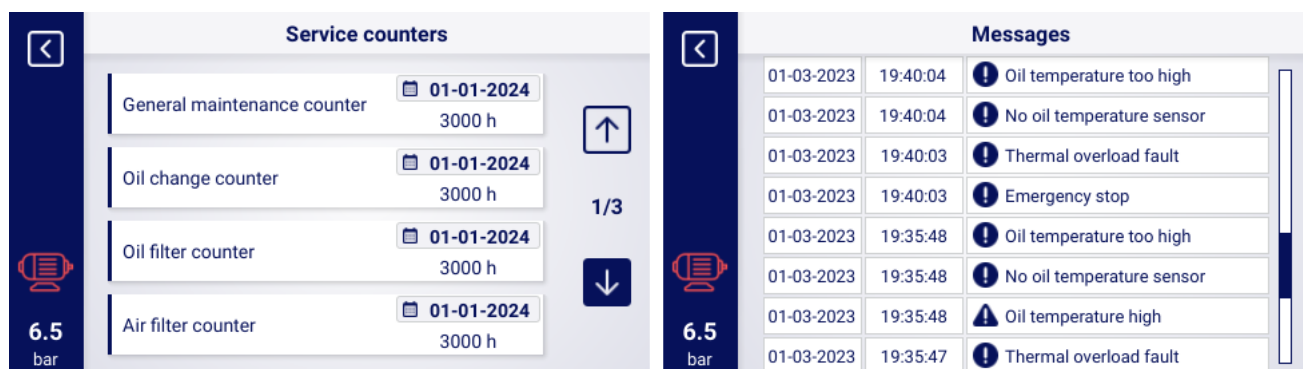 Service counters
General maintenance counter
01-01-2024
3000 h
Oil change counter
01-01-2024
3000 h
Oil filter counter
01-01-2024
3000 h
Air filter counter
01-01-2024
3000 h
1/3
6.5
bar
Messages
01-03-2023 19:40:04 Oil temperature too high
01-03-2023 19:40:04 No oil temperature sensor
01-03-2023 19:40:03 Thermal overload fault
01-03-2023 19:40:03 Emergency stop
01-03-2023 19:35:48 Oil temperature too high
01-03-2023 19:35:48 No oil temperature sensor
01-03-2023 19:35:48 Oil temperature high
01-03-2023 19:35:47 Thermal overload fault
6.5
bar